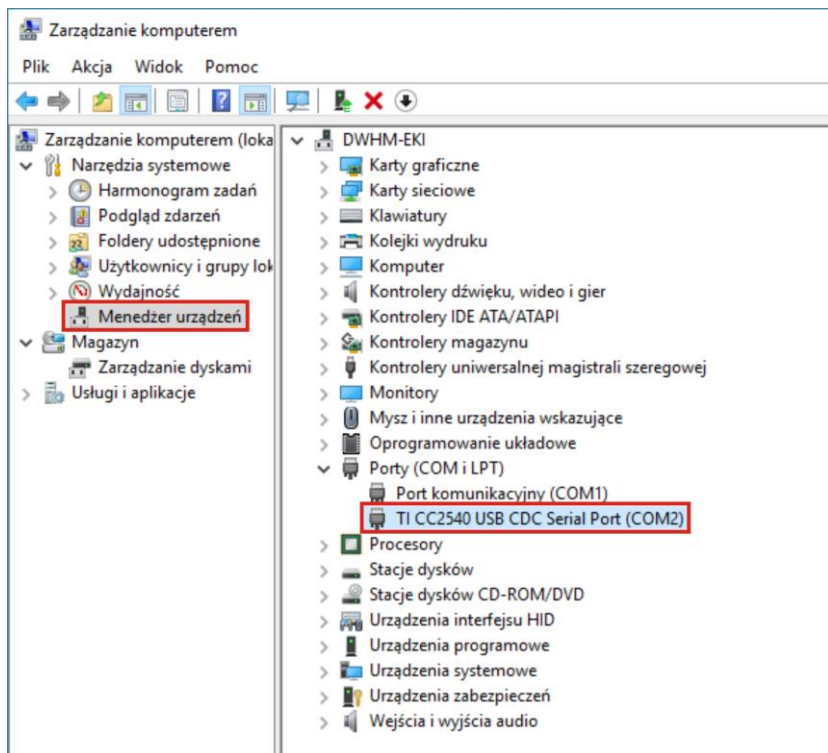 Zarządzanie komputerem
Plik Akcja Widok Pomoc
Zarządzanie komputerem (loka
Narzędzia systemowe
Harmonogram zadań
Podgląd zdarzeń
Foldery udostępnione
Użytkownicy i grupy lok
Wydajność
Menedżer urządzeń
Magazyn
Zarządzanie dyskami
Usługi i aplikacje
DWHM-EKI
Karty graficzne
Karty sieciowe
Klawiatury
Kolejki wydruku
Komputer
Kontrolery dźwięku, wideo i gier
Kontrolery IDE ATA/ATAPI
Kontrolery magazynu
Kontrolery uniwersalnej magistrali szeregowej
Monitory
Mysz i inne urządzenia wskazujące
Oprogramowanie układowe
Porty (COM i LPT)
Port komunikacyjny (COM1)
TI CC2540 USB CDC Serial Port (COM2)
Procesory
Stacje dysków
Stacje dysków CD-ROM/DVD
Urządzenia interfejsu HID
Urządzenia programowe
Urządzenia systemowe
Urządzenia zabezpieczeń
Wejścia i wyjścia audio